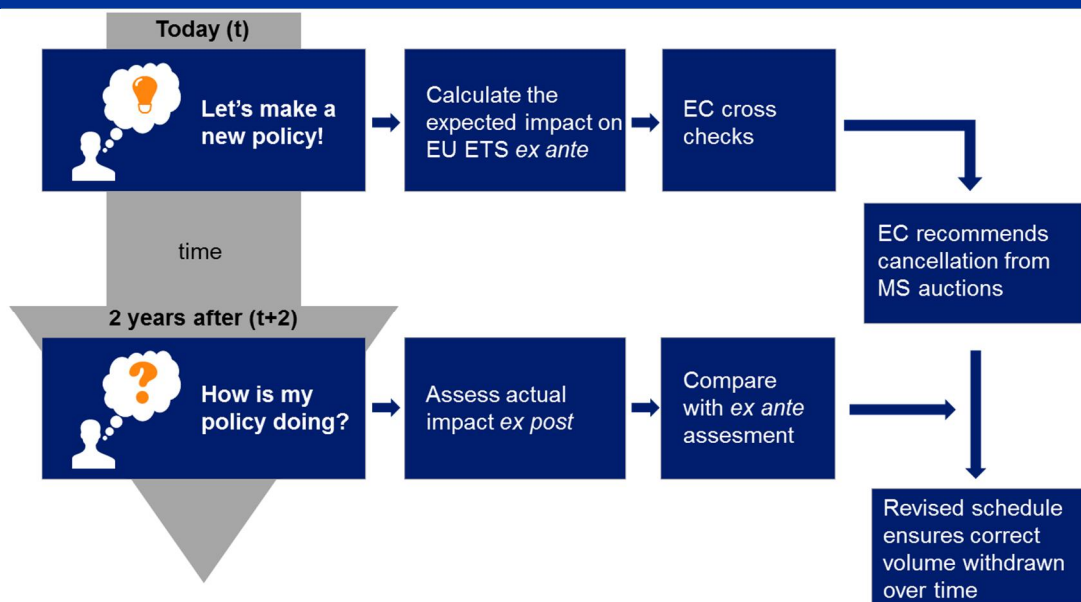 Today (t)
Let's make a
new policy!
Calculate the
expected impact on
EU ETS ex ante
EC cross
checks
EC recommends
cancellation from
MS auctions
time
2 years after (t+2)
How is my
policy doing?
Assess actual
impact ex post
Compare
with ex ante
assesment
Revised schedule
ensures correct
volume withdrawn
over time